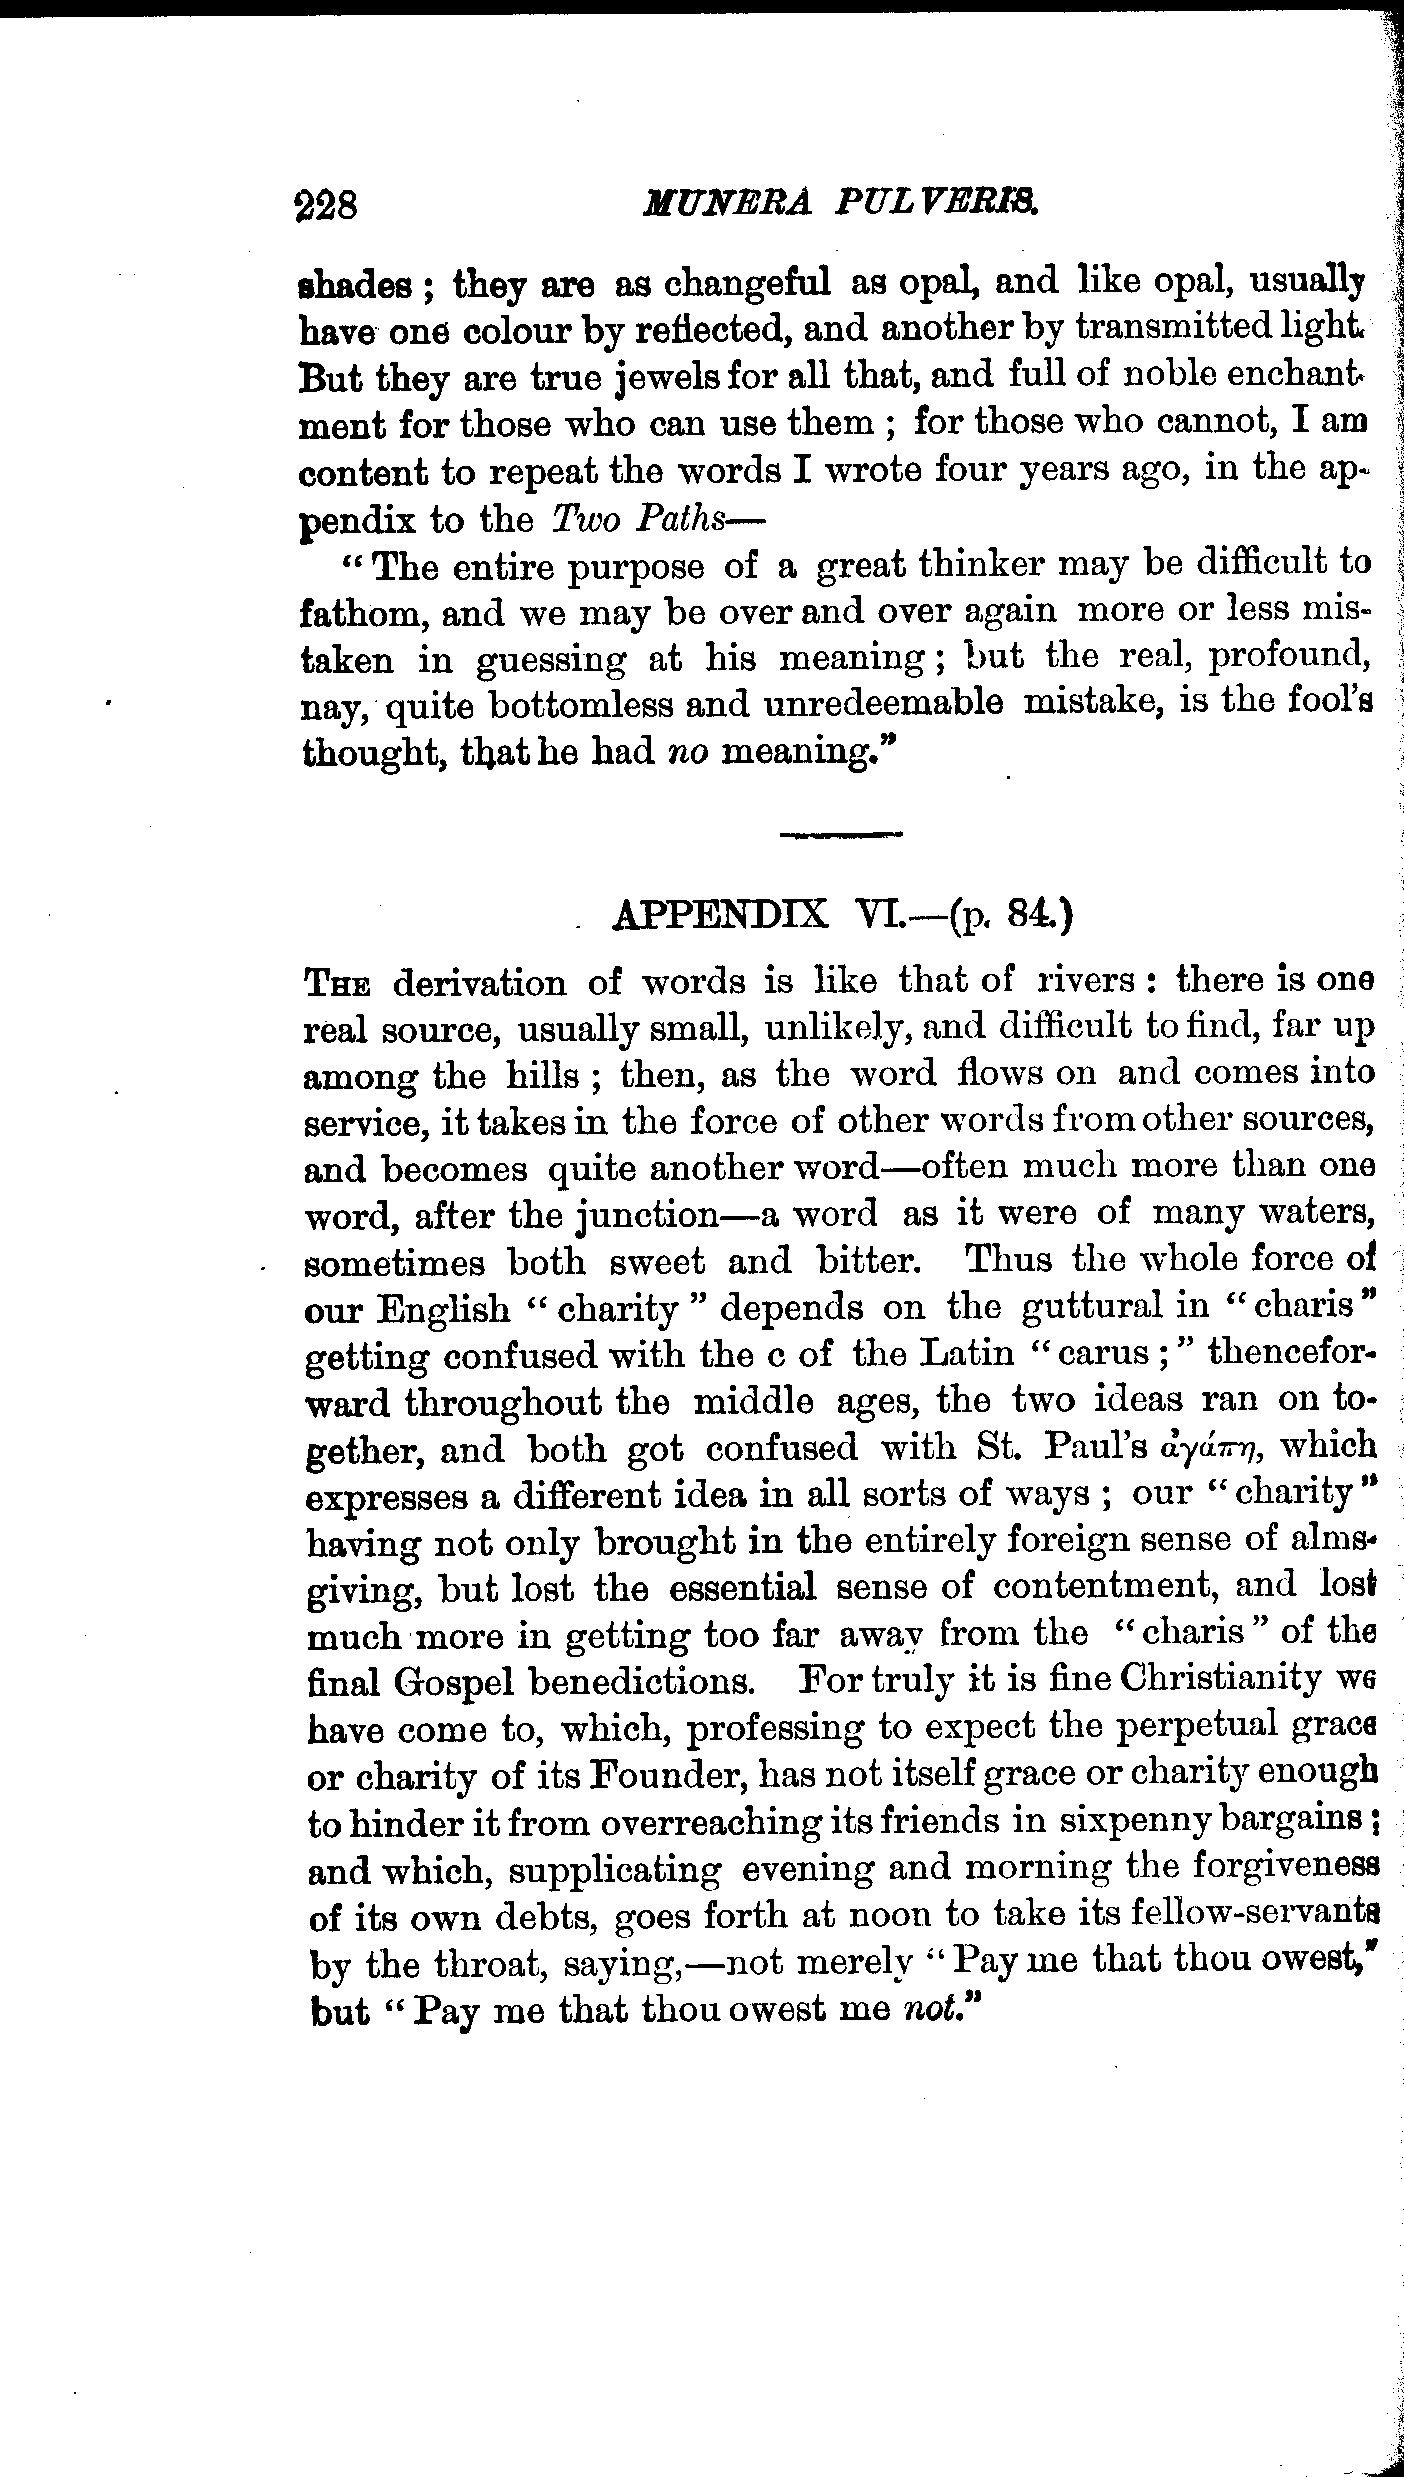 228 MUNERA PULVERIS.
shades ; they are as changeful as opal, and like opal, usually
have one colour by reflected, and another by transmitted light.
But they are true jewels for all that, and full of noble enchant-
ment for those who can use them ; for those who cannot, I am
content to repeat the words I wrote four years ago, in the ap-
pendix to the Two Paths—
“ The entire purpose of a great thinker may be difficult to
fathom, and we may be over and over again more or less mis-
taken in guessing at his meaning ; but the real, profound,
nay, quite bottomless and unredeemable mistake, is the fool’s
thought, that he had no meaning.”
APPENDIX VI.—(p. 84.)
THE derivation of words is like that of rivers : there is one
real source, usually small, unlikely, and difficult to find, far up
among the hills ; then, as the word flows on and comes into
service, it takes in the force of other words from other sources,
and becomes quite another word—often much more than one
word, after the junction—a word as it were of many waters,
sometimes both sweet and bitter. Thus the whole force of
our English “ charity ” depends on the guttural in “ charis ”
getting confused with the c of the Latin “ carus ; ” thencefor-
ward throughout the middle ages, the two ideas ran on to-
gether, and both got confused with St. Paul’s ἀγάπη, which
expresses a different idea in all sorts of ways ; our “ charity ”
having not only brought in the entirely foreign sense of alms-
giving, but lost the essential sense of contentment, and lost
much more in getting too far away from the “ charis ” of the
final Gospel benedictions. For truly it is fine Christianity we
have come to, which, professing to expect the perpetual grace
or charity of its Founder, has not itself grace or charity enough
to hinder it from overreaching its friends in sixpenny bargains ;
and which, supplicating evening and morning the forgiveness
of its own debts, goes forth at noon to take its fellow-servants
by the throat, saying,—not merely “ Pay me that thou owest,”
but “ Pay me that thou owest me not.”